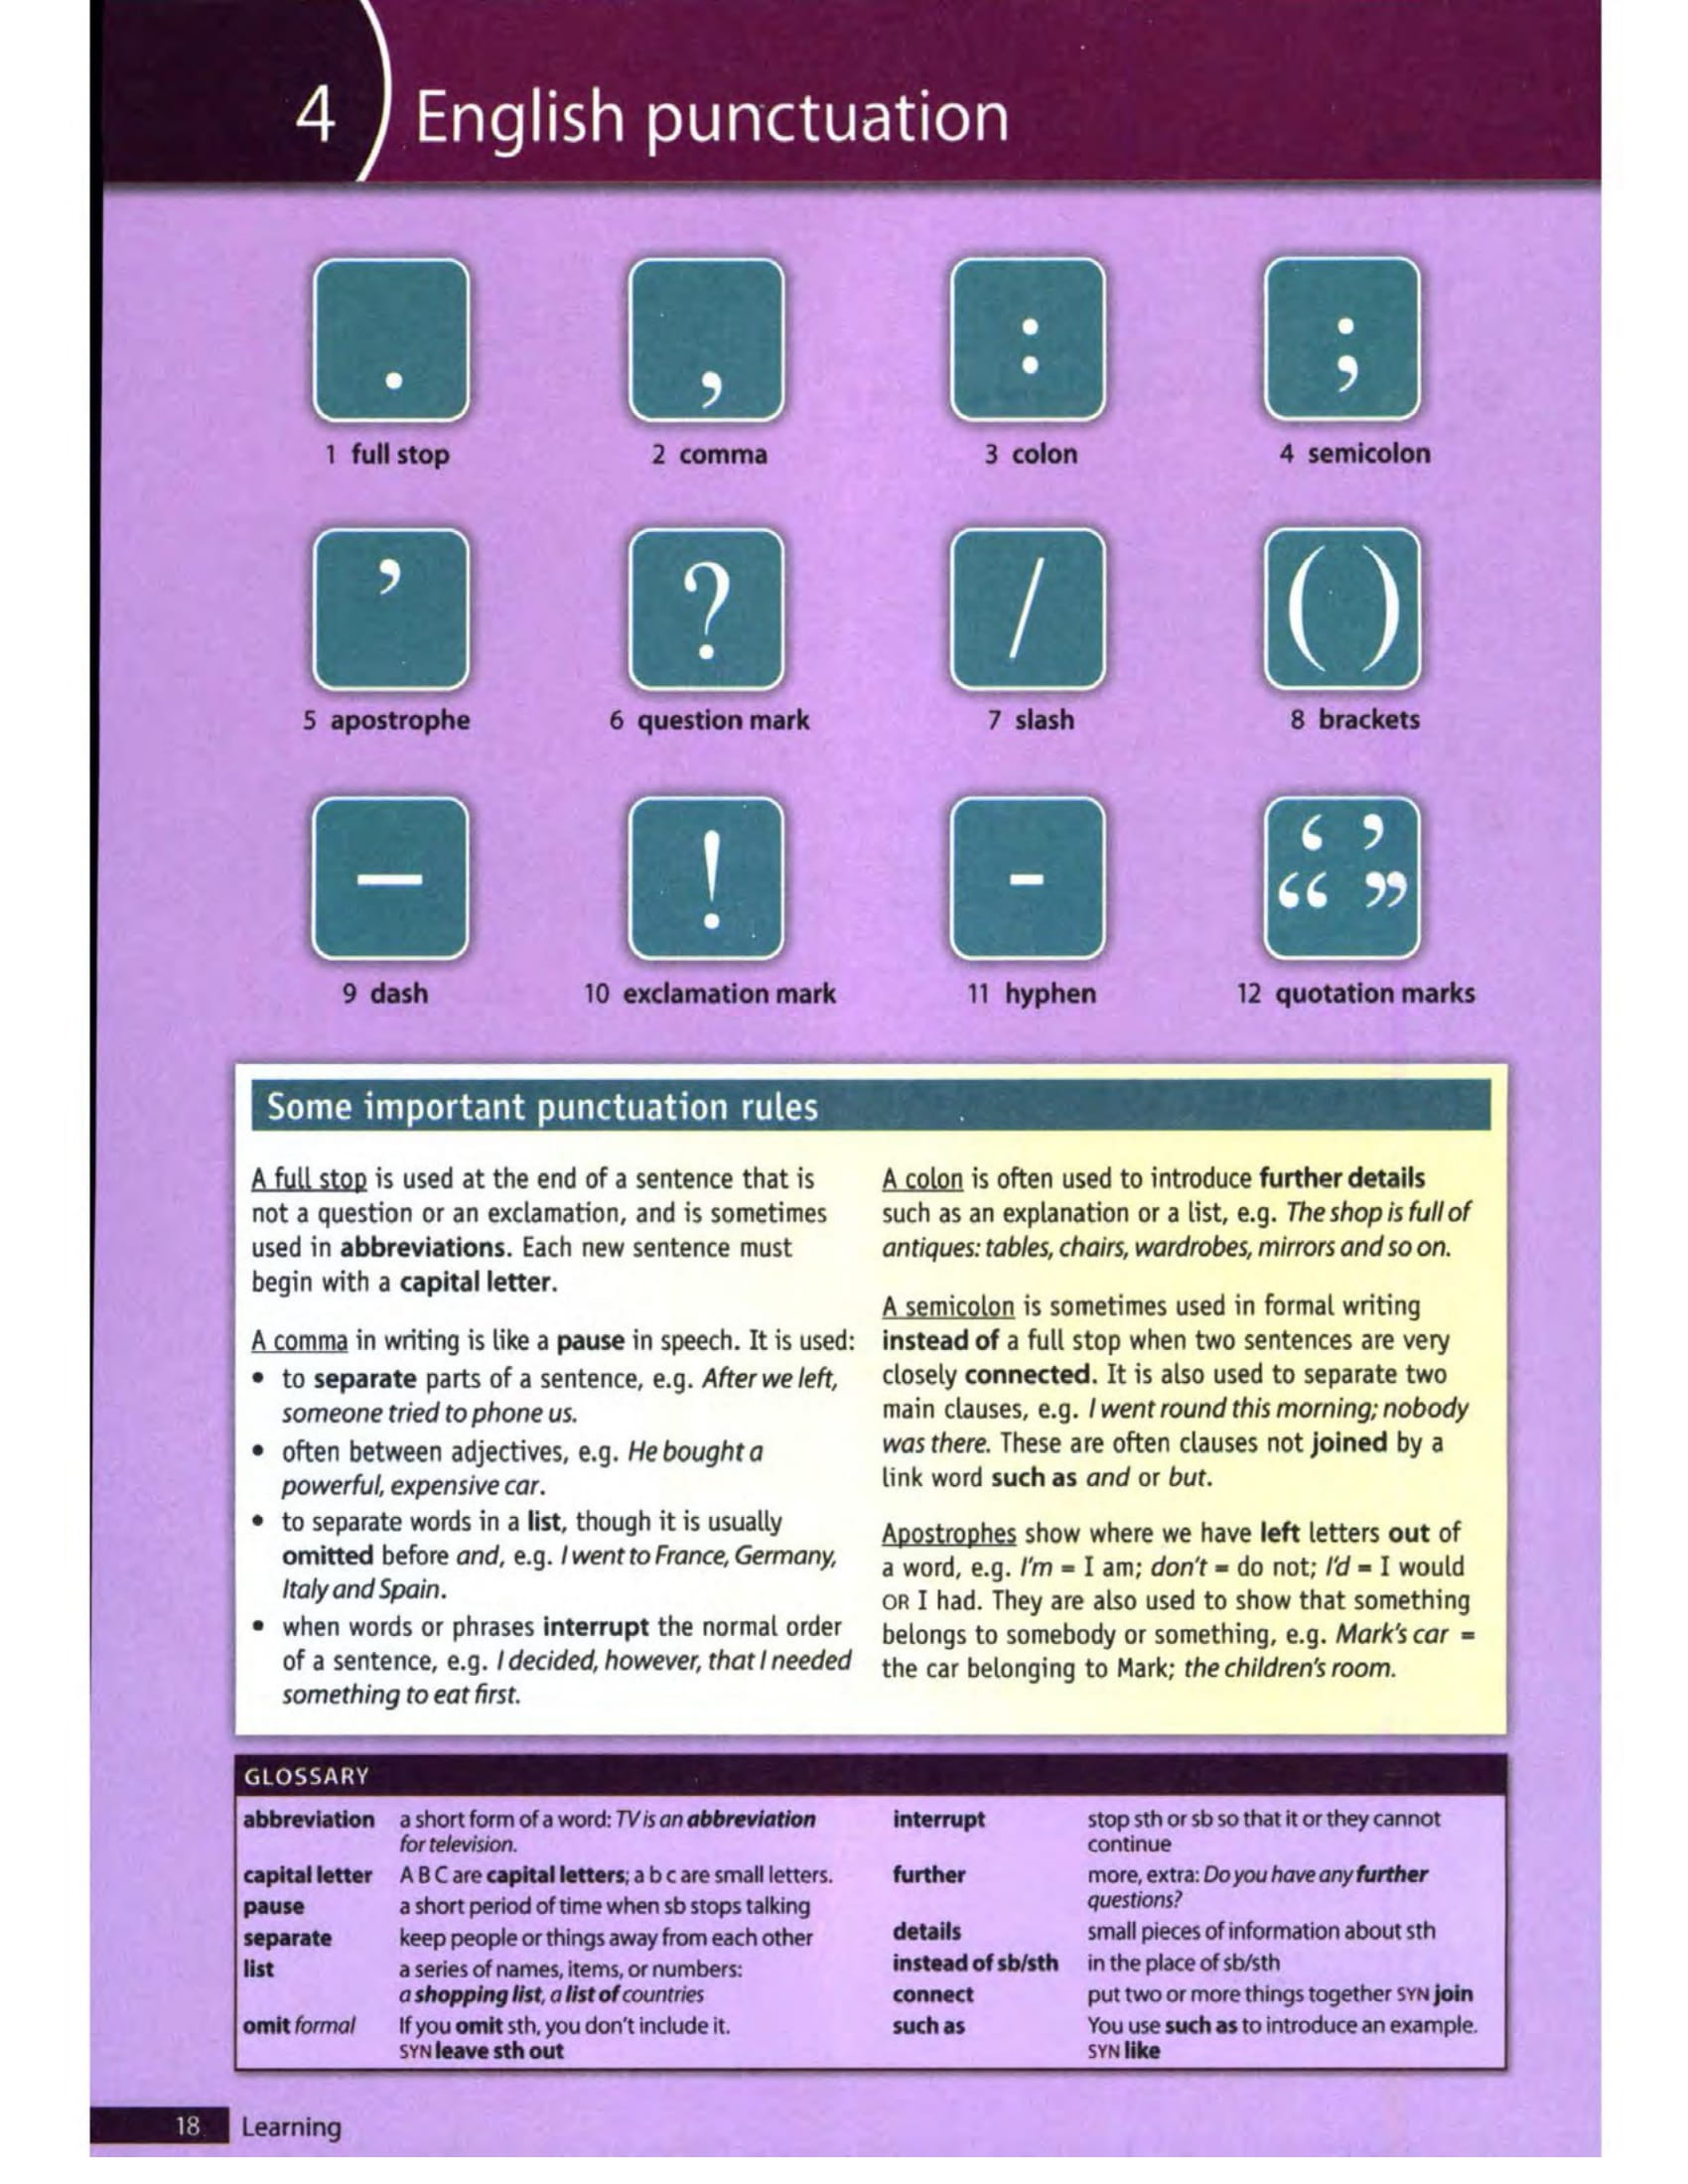 4 English punctuation
.
,
:
;
1 full stop
2 comma
3 colon
4 semicolon
’
?
/
( )
5 apostrophe
6 question mark
7 slash
8 brackets
–
!
-
‘ ’
“ ”
9 dash
10 exclamation mark
11 hyphen
12 quotation marks
Some important punctuation rules
A full stop is used at the end of a sentence that is
not a question or an exclamation, and is sometimes
used in abbreviations. Each new sentence must
begin with a capital letter.
A comma in writing is like a pause in speech. It is used:
• to separate parts of a sentence, e.g. After we left,
someone tried to phone us.
• often between adjectives, e.g. He bought a
powerful, expensive car.
• to separate words in a list, though it is usually
omitted before and, e.g. I went to France, Germany,
Italy and Spain.
• when words or phrases interrupt the normal order
of a sentence, e.g. I decided, however, that I needed
something to eat first.
A colon is often used to introduce further details
such as an explanation or a list, e.g. The shop is full of
antiques: tables, chairs, wardrobes, mirrors and so on.
A semicolon is sometimes used in formal writing
instead of a full stop when two sentences are very
closely connected. It is also used to separate two
main clauses, e.g. I went round this morning; nobody
was there. These are often clauses not joined by a
link word such as and or but.
Apostrophes show where we have left letters out of
a word, e.g. I'm = I am; don't = do not; I'd = I would
OR I had. They are also used to show that something
belongs to somebody or something, e.g. Mark's car =
the car belonging to Mark; the children's room.
GLOSSARY
abbreviation a short form of a word: TV is an abbreviation
for television.
capital letter A B C are capital letters; a b c are small letters.
pause a short period of time when sb stops talking
separate keep people or things away from each other
list a series of names, items, or numbers:
a shopping list, a list of countries
omit formal If you omit sth, you don't include it.
SYN leave sth out
interrupt stop sth or sb so that it or they cannot
continue
further more, extra: Do you have any further
questions?
details small pieces of information about sth
instead of sb/sth in the place of sb/sth
connect put two or more things together SYN join
such as You use such as to introduce an example.
SYN like
18 Learning